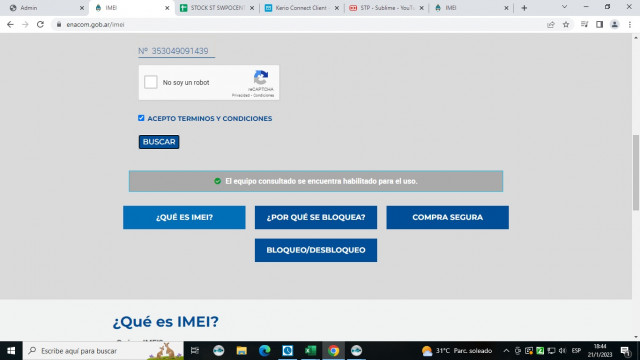 Admin
IMEI
STOCK ST SWPOCENT
Keno Connect Client -
STP - Sublime - YouTu
IMEI
enacom.gob.ar/imei
N° 353049091439
No soy un robot
reCAPTCHA
Privacidad - Condiciones
ACEPTO TERMINOS Y CONDICIONES
BUSCAR
El equipo consultado se encuentra habilitado para el uso.
¿QUÉ ES IMEI?
¿POR QUÉ SE BLOQUEA?
COMPRA SEGURA
BLOQUEO/DESBLOQUEO
¿Qué es IMEI?
Escribe aquí para buscar
31°C Parc. soleado
ESP
18:44
21/1/2023